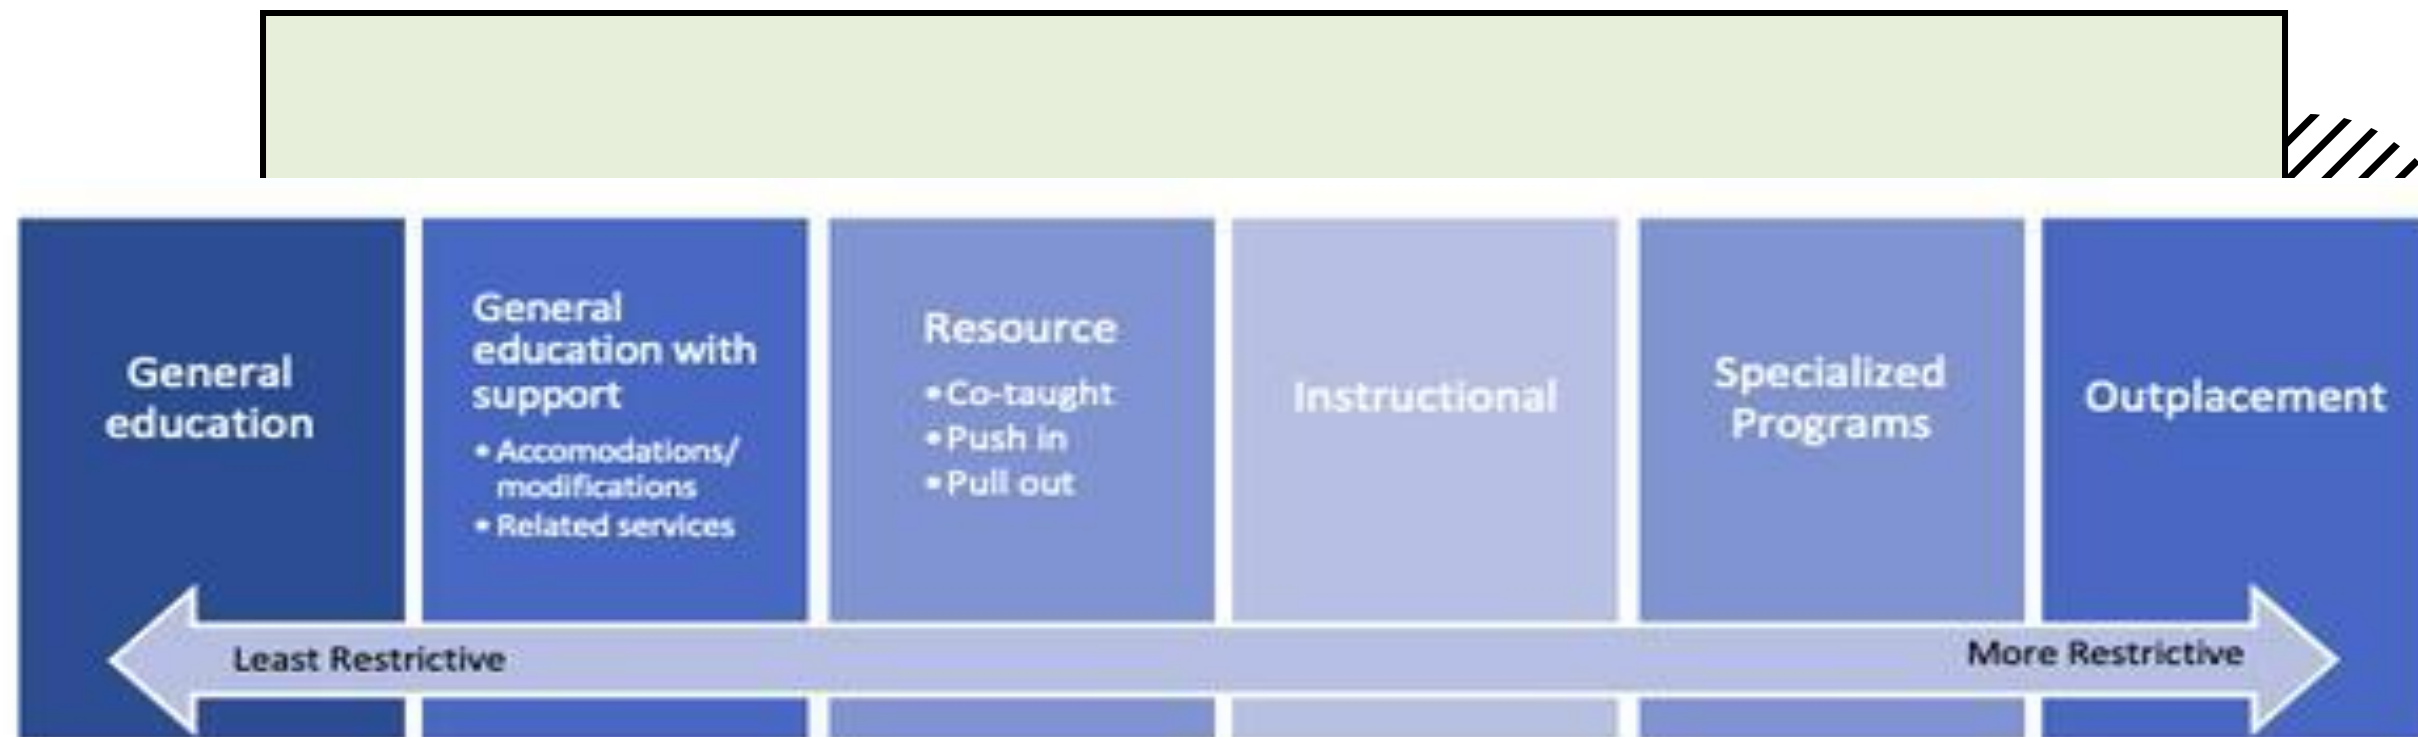 General
education
General
education with
support
• Accomodations/
modifications
• Related services
Resource
• Co-taught
• Push in
• Pull out
Instructional
Specialized
Programs
Outplacement
Least Restrictive
More Restrictive